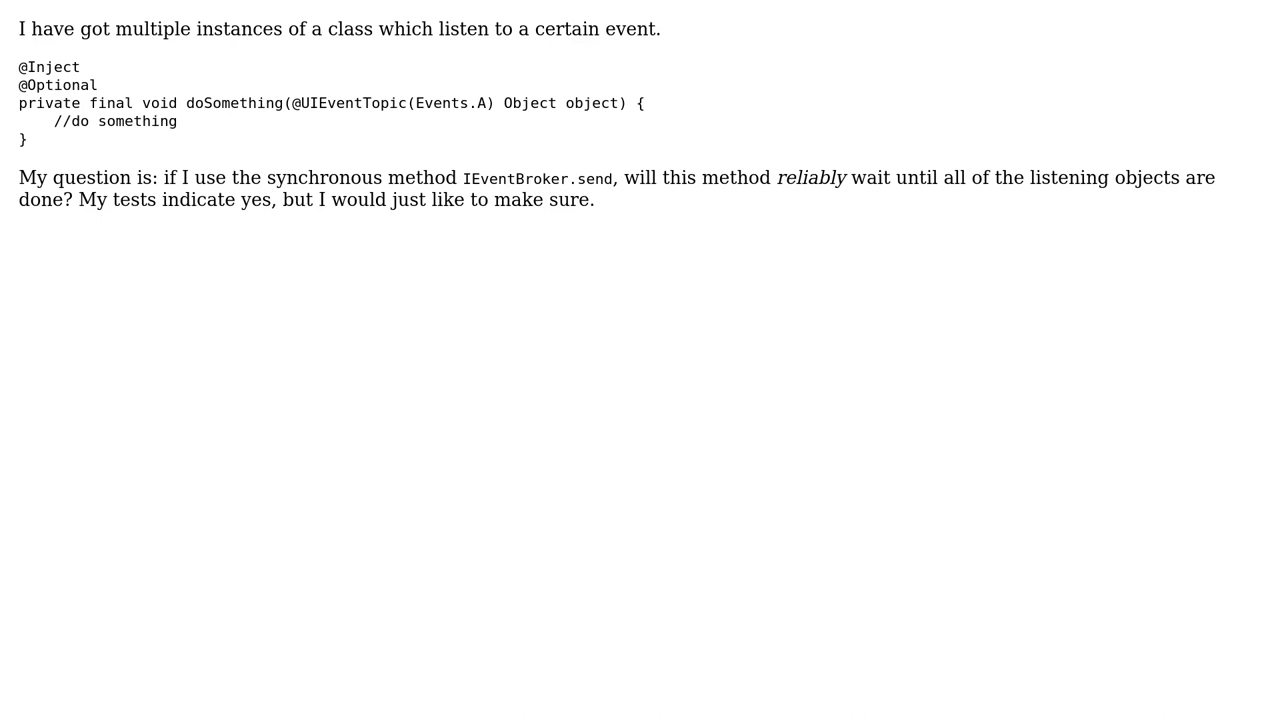 I have got multiple instances of a class which listen to a certain event.
@Inject
@Optional
private final void doSomething(@UIEventTopic(Events.A) Object object) {
    //do something
}
My question is: if I use the synchronous method IEventBroker.send, will this method reliably wait until all of the listening objects are
done? My tests indicate yes, but I would just like to make sure.